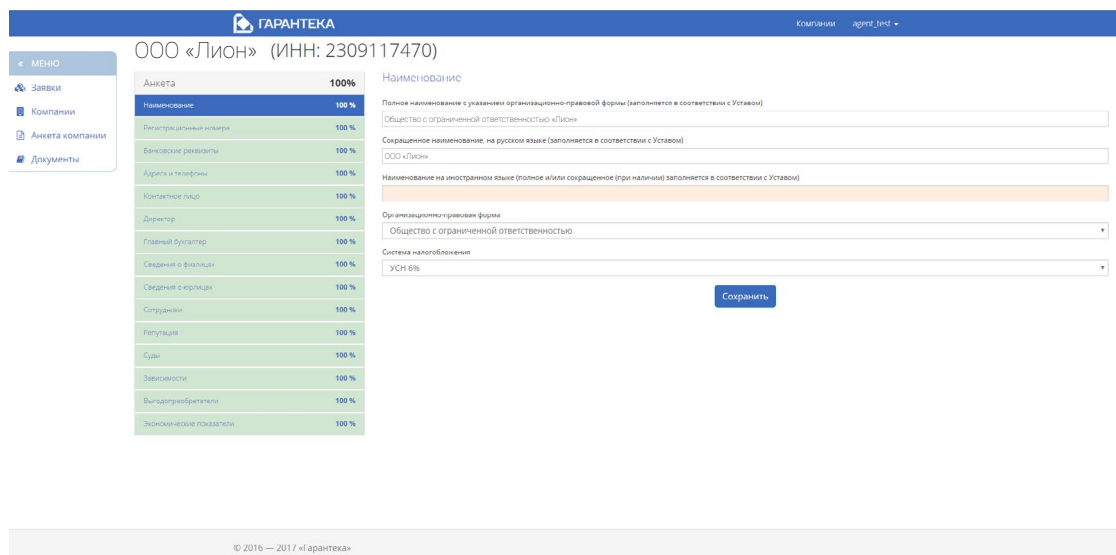 ГАРАНТЕКА
Компании agent_test
ООО «Лион» (ИНН: 2309117470)
« МЕНЮ
Заявки
Компании
Анкета компании
Документы
Анкета 100%
Наименование 100 %
Регистрационные номера 100 %
Банковские реквизиты 100 %
Адреса и телефоны 100 %
Контактное лицо 100 %
Директор 100 %
Главный бухгалтер 100 %
Сведения о физлицах 100 %
Сведения о юрлицах 100 %
Сотрудники 100 %
Репутация 100 %
Суды 100 %
Зависимости 100 %
Выгодоприобретатели 100 %
Экономические показатели 100 %
Наименование
Полное наименование с указанием организационно-правовой формы (заполняется в соответствии с Уставом)
Общество с ограниченной ответственностью «Лион»
Сокращенное наименование, на русском языке (заполняется в соответствии с Уставом)
ООО «Лион»
Наименование на иностранном языке (полное и/или сокращенное (при наличии) заполняется в соответствии с Уставом)
Организационно-правовая форма
Общество с ограниченной ответственностью
Система налогообложения
УСН 6%
Сохранить
© 2016 — 2017 «Гарантека»